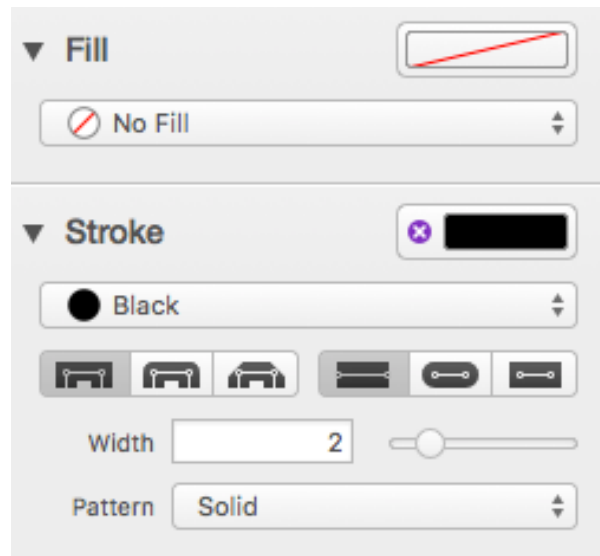 Fill
No Fill
Stroke
Black
Width 2
Pattern Solid